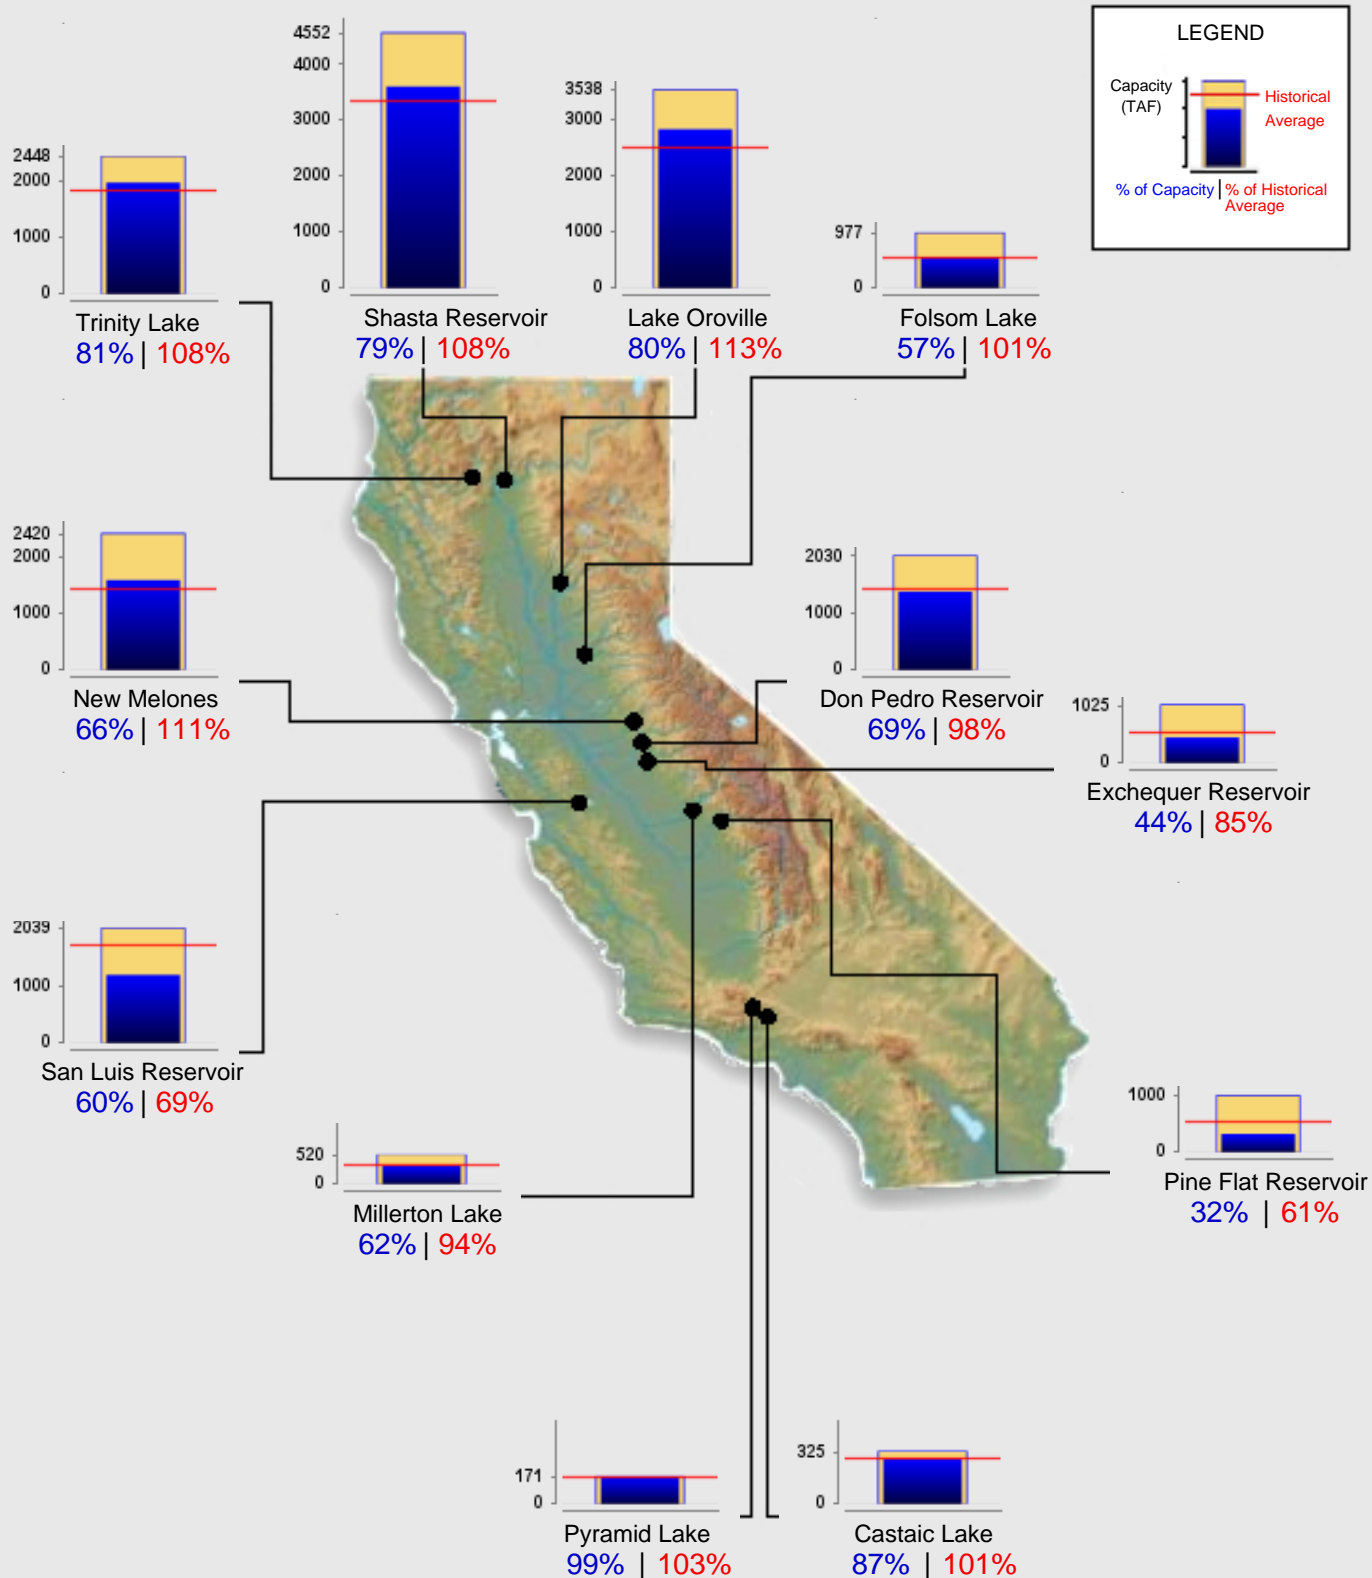 LEGEND
Capacity
(TAF)
Historical
Average
% of Capacity | % of Historical
Average
4552
4000
3000
2000
1000
0
Shasta Reservoir
79% | 108%
3538
3000
2000
1000
0
Lake Oroville
80% | 113%
2448
2000
1000
0
Trinity Lake
81% | 108%
977
0
Folsom Lake
57% | 101%
2420
2000
1000
0
New Melones
66% | 111%
2030
1000
0
Don Pedro Reservoir
69% | 98%
1025
0
Exchequer Reservoir
44% | 85%
2039
1000
0
San Luis Reservoir
60% | 69%
520
0
Millerton Lake
62% | 94%
1000
0
Pine Flat Reservoir
32% | 61%
171
0
Pyramid Lake
99% | 103%
325
0
Castaic Lake
87% | 101%